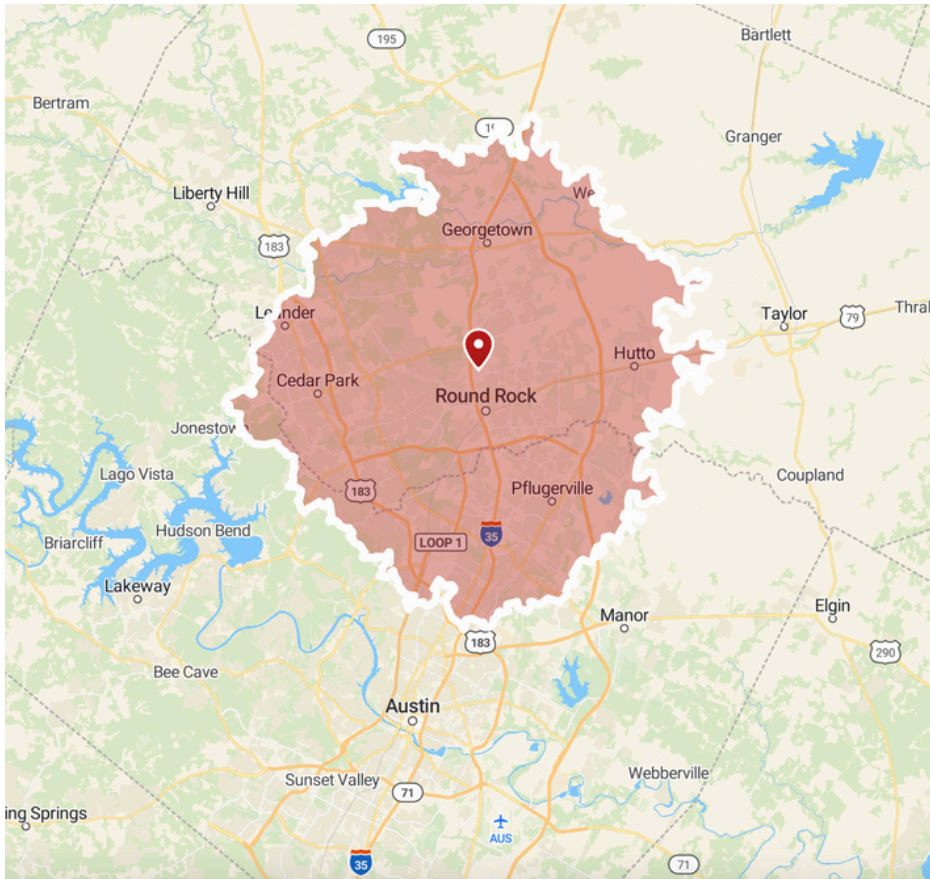 195
Bartlett
Bertram
Granger
Liberty Hill
We
Georgetown
183
Taylor
79
Leander
Hutto
Cedar Park
Round Rock
Jonestown
Lago Vista
183
Pflugerville
Coupland
Hudson Bend
LOOP 1
35
Briarcliff
Lakeway
Elgin
Manor
183
290
Bee Cave
Austin
Sunset Valley
Webberville
71
ing Springs
AUS
35
71